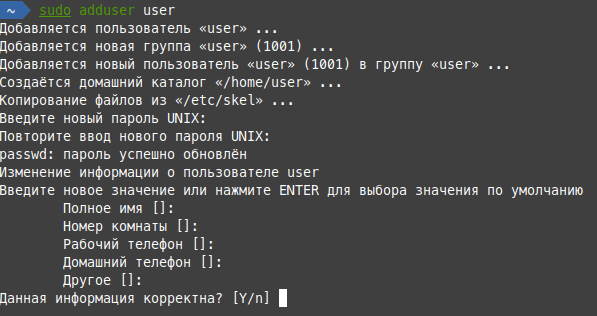 ~ sudo adduser user
Добавляется пользователь «user» ...
Добавляется новая группа «user» (1001) ...
Добавляется новый пользователь «user» (1001) в группу «user» ...
Создаётся домашний каталог «/home/user» ...
Копирование файлов из «/etc/skel» ...
Введите новый пароль UNIX:
Повторите ввод нового пароля UNIX:
passwd: пароль успешно обновлён
Изменение информации о пользователе user
Введите новое значение или нажмите ENTER для выбора значения по умолчанию
Полное имя []:
Номер комнаты []:
Рабочий телефон []:
Домашний телефон []:
Другое []:
Данная информация корректна? [Y/n]